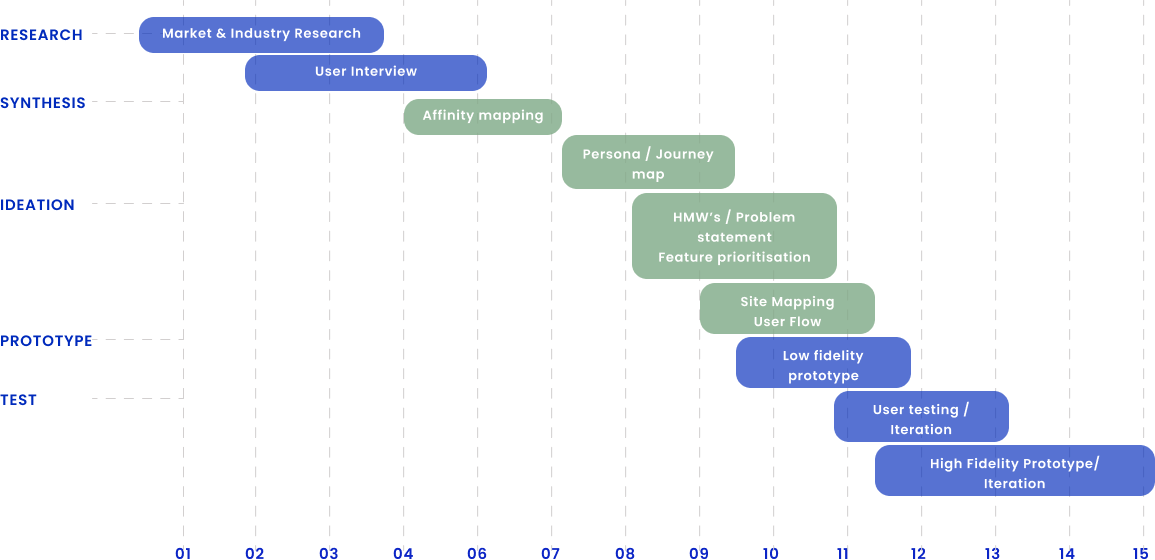 RESEARCH
Market & Industry Research
User Interview
SYNTHESIS
Affinity mapping
Persona / Journey
map
IDEATION
HMW's / Problem
statement
Feature prioritisation
Site Mapping
User Flow
PROTOTYPE
Low fidelity
prototype
TEST
User testing /
Iteration
High Fidelity Prototype/
Iteration
01 02 03 04 06 07 08 09 10 11 12 13 14 15